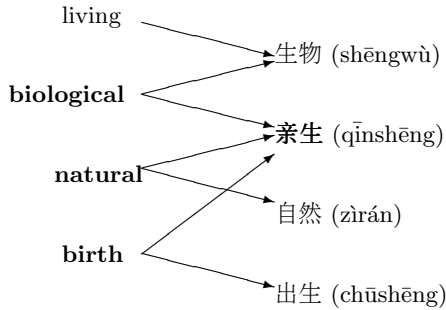 living
生物 (shēngwù)
biological
亲生 (qīnshēng)
natural
自然 (zìrán)
birth
出生 (chūshēng)